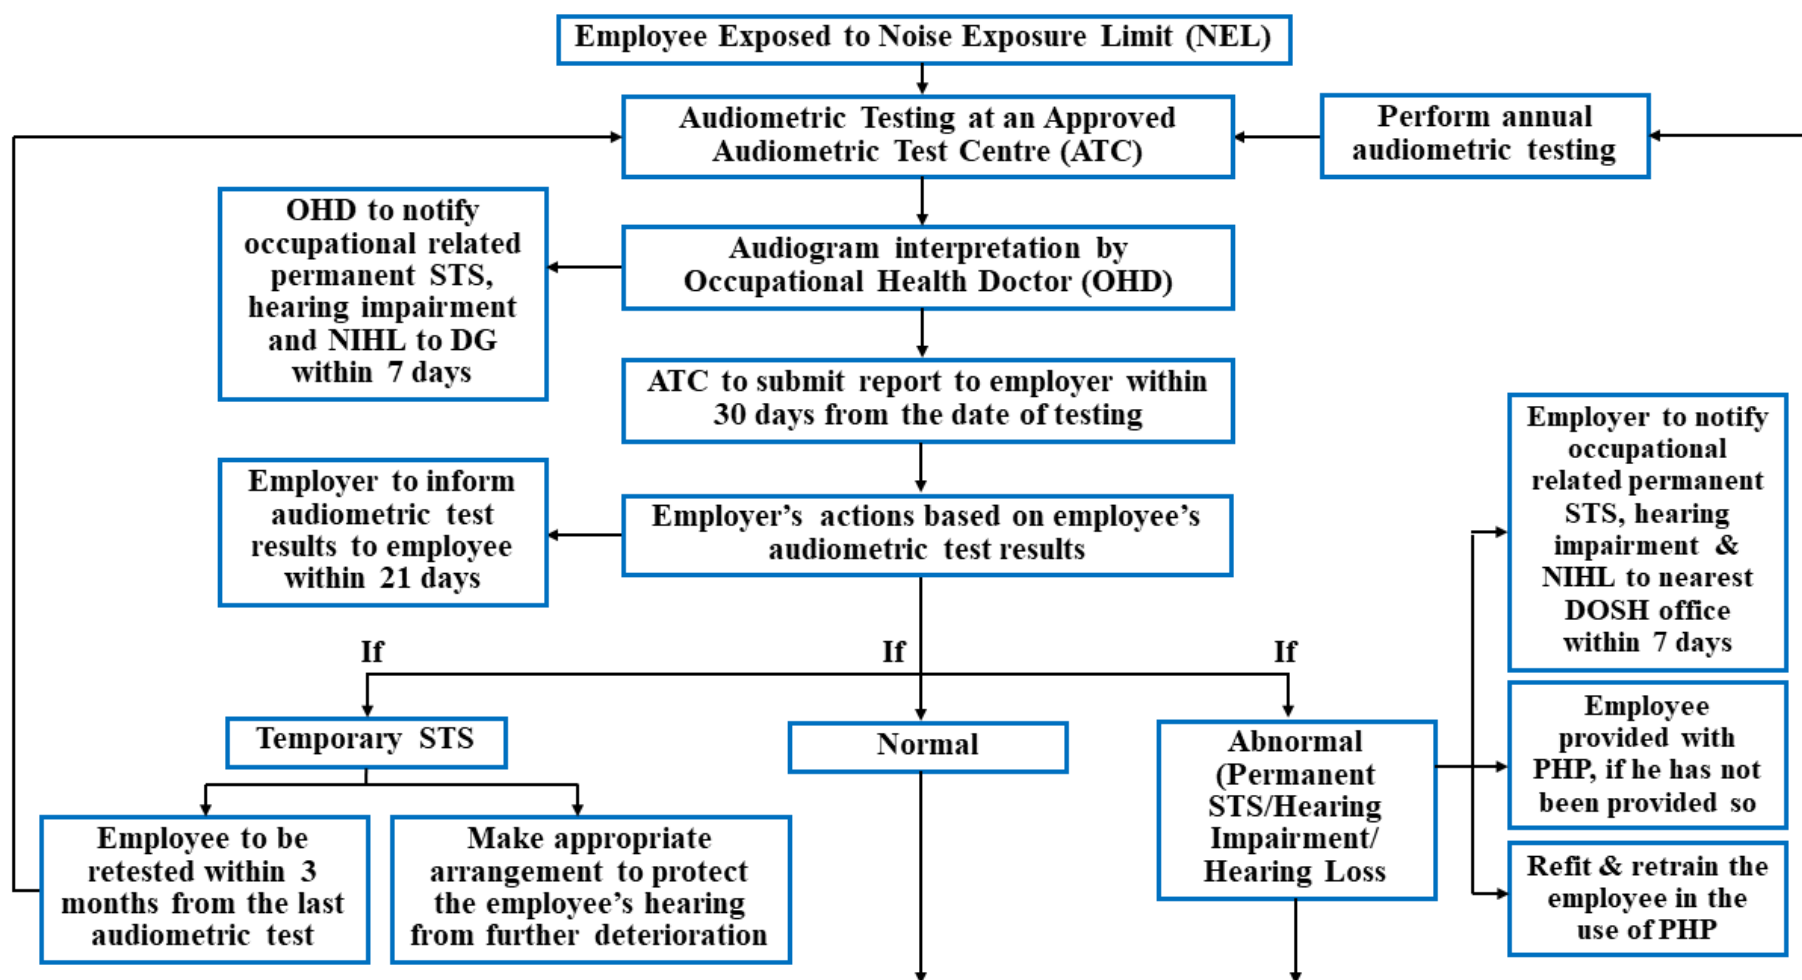 Employee Exposed to Noise Exposure Limit (NEL)
Audiometric Testing at an Approved
Audiometric Test Centre (ATC)
Perform annual
audiometric testing
OHD to notify
occupational related
permanent STS,
hearing impairment
and NIHL to DG
within 7 days
Audiogram interpretation by
Occupational Health Doctor (OHD)
ATC to submit report to employer within
30 days from the date of testing
Employer to inform
audiometric test
results to employee
within 21 days
Employer’s actions based on employee’s
audiometric test results
Employer to notify
occupational
related permanent
STS, hearing
impairment &
NIHL to nearest
DOSH office
within 7 days
If
If
If
Temporary STS
Normal
Abnormal
(Permanent
STS/Hearing
Impairment/
Hearing Loss
Employee
provided with
PHP, if he has not
been provided so
Employee to be
retested within 3
months from the last
audiometric test
Make appropriate
arrangement to protect
the employee’s hearing
from further deterioration
Refit & retrain the
employee in the
use of PHP